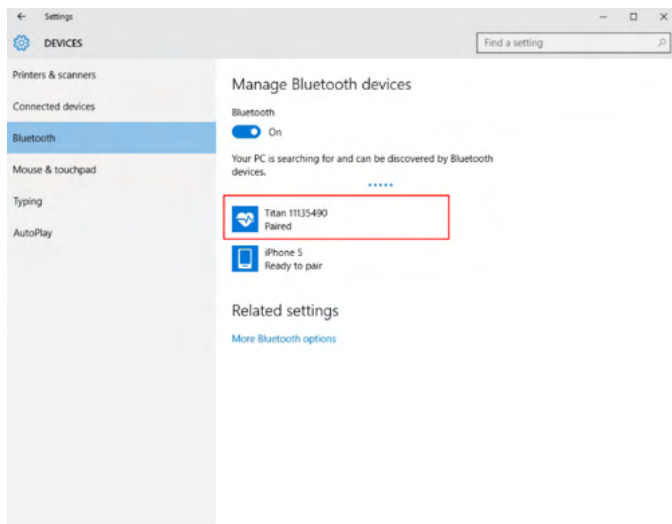 Settings
DEVICES
Find a setting
Printers & scanners
Connected devices
Bluetooth
Mouse & touchpad
Typing
AutoPlay
Manage Bluetooth devices
Bluetooth
On
Your PC is searching for and can be discovered by Bluetooth
devices.
Titan 11135490
Paired
iPhone 5
Ready to pair
Related settings
More Bluetooth options